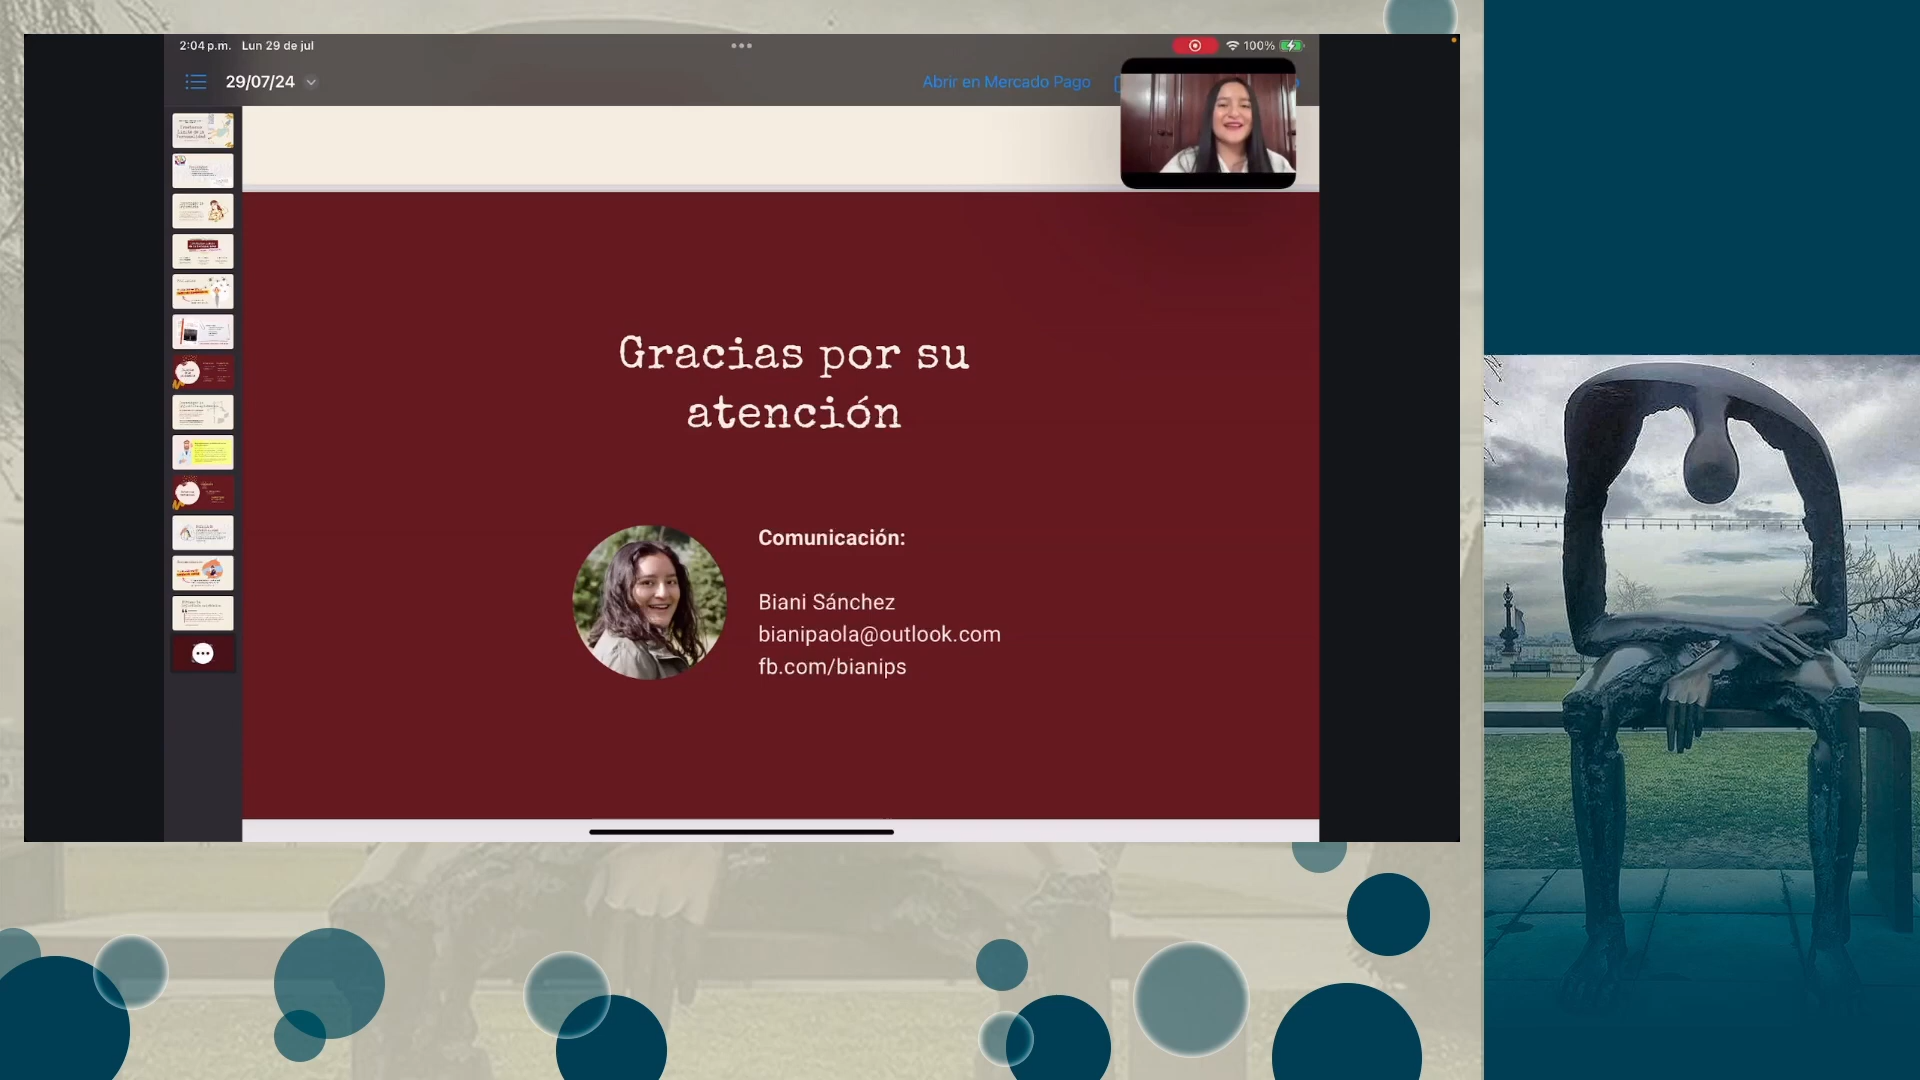 2:04 p.m. Lun 29 de jul
100%
29/07/24
Abrir en Mercado Pago
Gracias por su
atención
Comunicación:
Biani Sánchez
bianipaola@outlook.com
fb.com/bianips